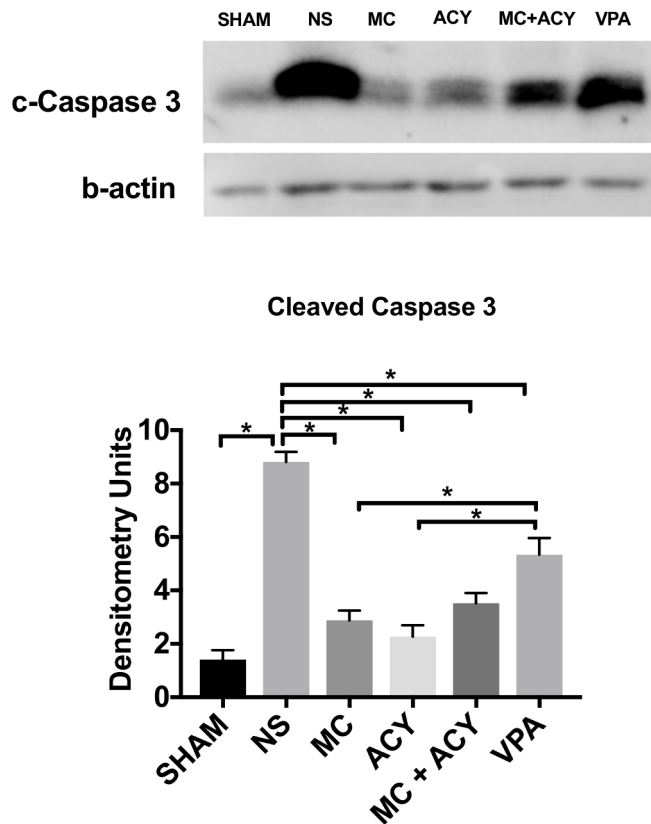 SHAM NS MC ACY MC+ACY VPA
c-Caspase 3
b-actin
Cleaved Caspase 3
*
*
*
* *
*
*
Densitometry Units
10
8
6
4
2
0
SHAM
NS
MC
ACY
MC + ACY
VPA